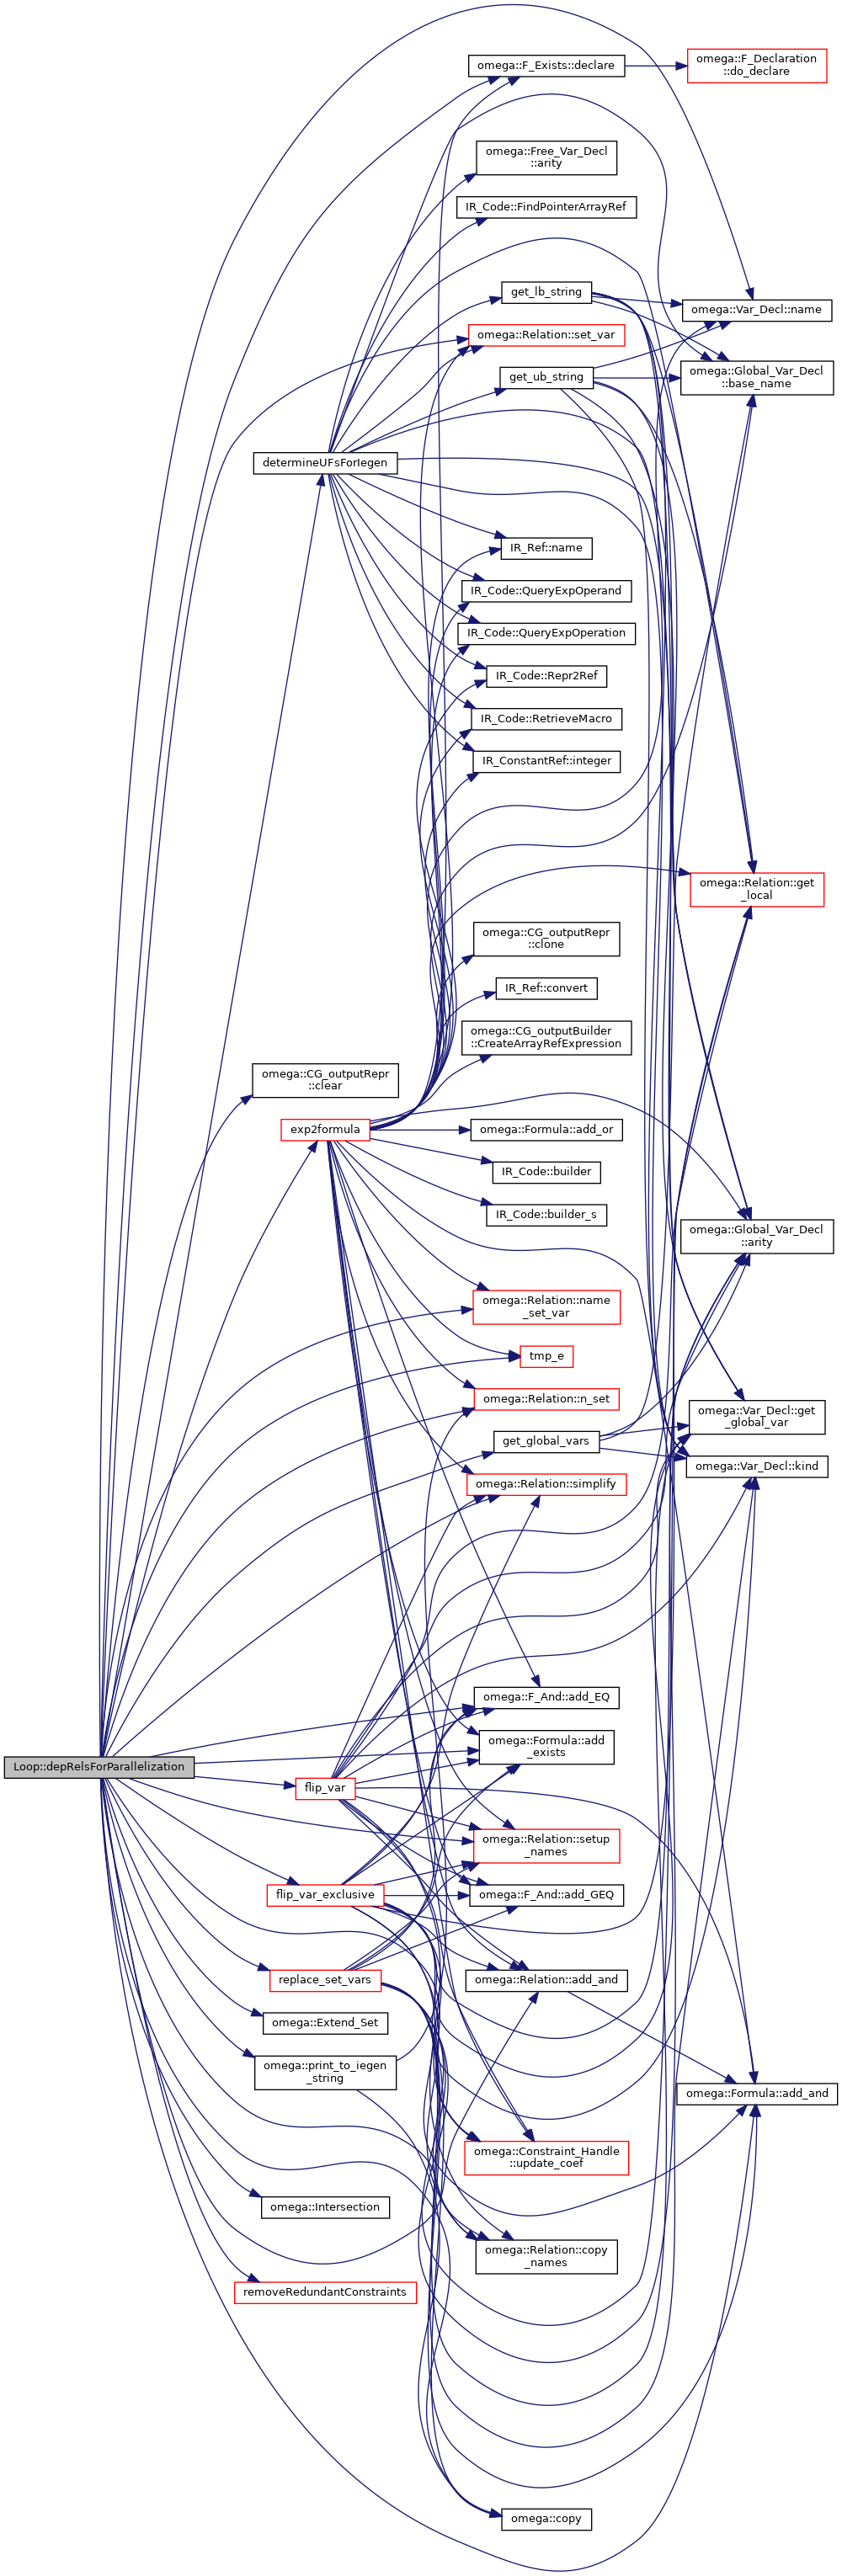 omega::F_Exists::declare
omega::F_Declaration
::do_declare
omega::Free_Var_Decl
::arity
IR_Code::FindPointerArrayRef
get_lb_string
omega::Var_Decl::name
omega::Relation::set_var
get_ub_string
omega::Global_Var_Decl
::base_name
determineUFsForIegen
IR_Ref::name
IR_Code::QueryExpOperand
IR_Code::QueryExpOperation
IR_Code::Repr2Ref
IR_Code::RetrieveMacro
IR_ConstantRef::integer
omega::Relation::get
_local
omega::CG_outputRepr
::clone
IR_Ref::convert
omega::CG_outputBuilder
::CreateArrayRefExpression
omega::CG_outputRepr
::clear
exp2formula
omega::Formula::add_or
IR_Code::builder
IR_Code::builder_s
omega::Global_Var_Decl
::arity
omega::Relation::name
_set_var
tmp_e
omega::Relation::n_set
omega::Var_Decl::get
_global_var
get_global_vars
omega::Var_Decl::kind
omega::Relation::simplify
omega::F_And::add_EQ
omega::Formula::add
_exists
Loop::depRelsForParallelization
flip_var
omega::Relation::setup
_names
flip_var_exclusive
omega::F_And::add_GEQ
replace_set_vars
omega::Relation::add_and
omega::Extend_Set
omega::print_to_iegen
_string
omega::Formula::add_and
omega::Constraint_Handle
::update_coef
omega::Intersection
omega::Relation::copy
_names
removeRedundantConstraints
omega::copy